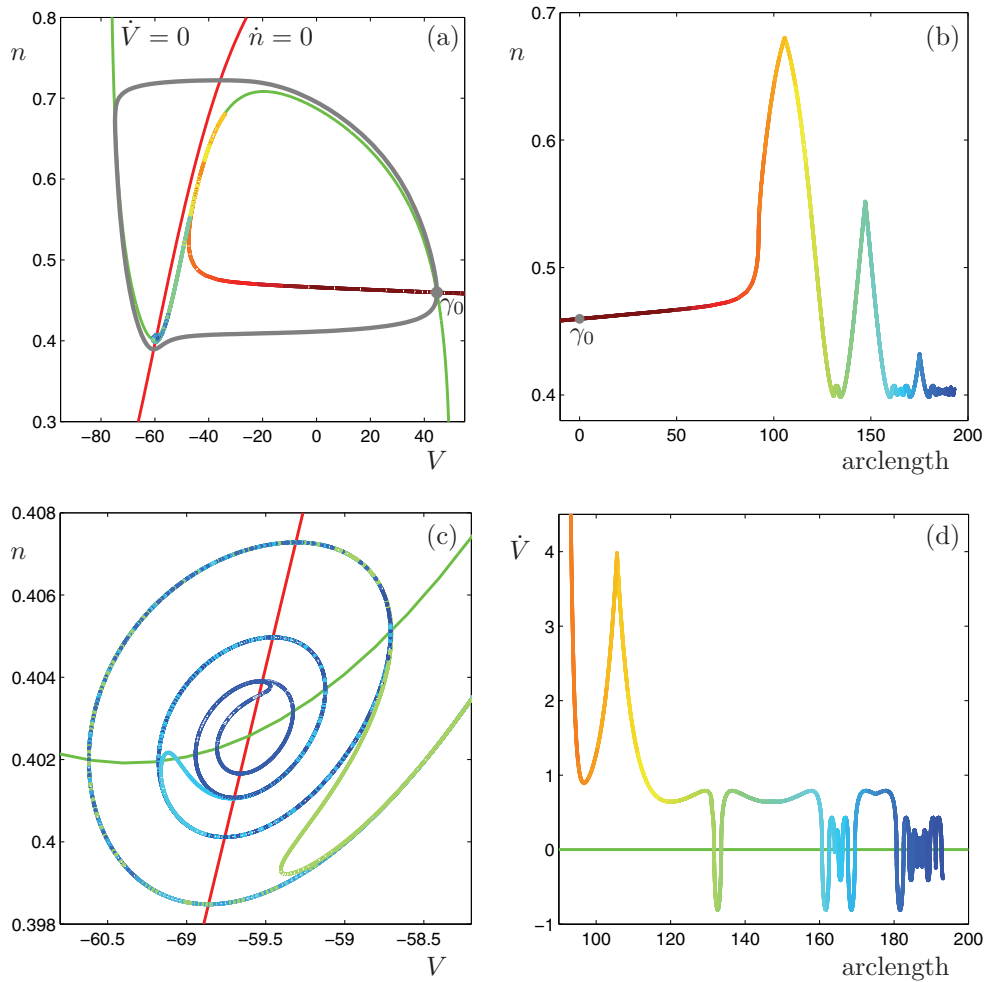 0.8 V̇ = 0 ṅ = 0 (a)
n
0.7
0.6
0.5
γ0
0.4
0.3
−80 −60 −40 −20 0 20 40
V
0.7 (b)
n
0.6
0.5
γ0
0.4
0 50 100 150 200
arclength
0.408 (c)
n
0.406
0.404
0.402
0.4
0.398
−60.5 −69 −59.5 −59 −58.5
V
V̇ (d)
4
3
2
1
0
−1
100 120 140 160 180 200
arclength